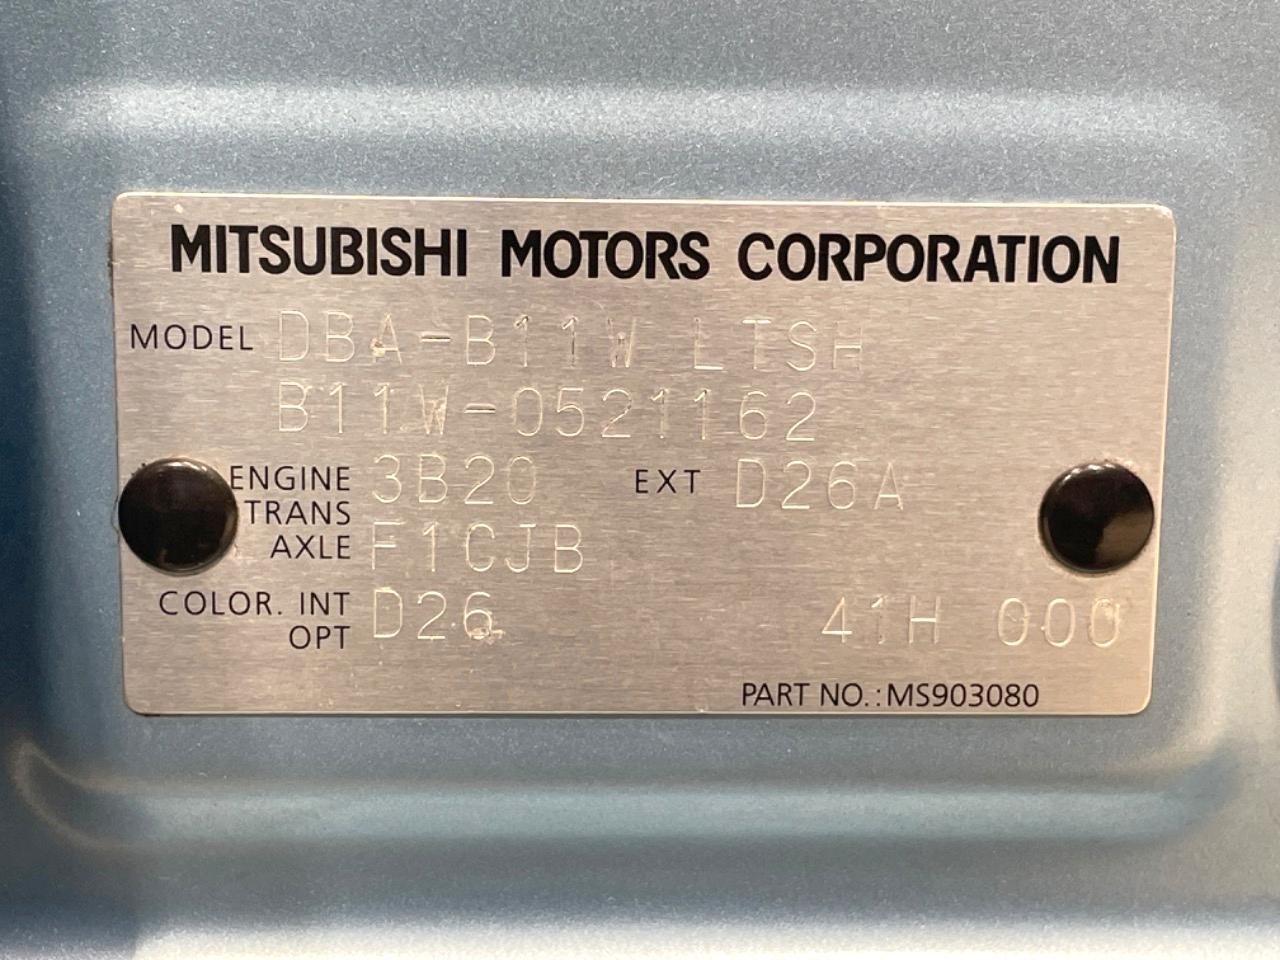 MITSUBISHI MOTORS CORPORATION
MODEL DBA-B11W LTSH
B11W-0521162
ENGINE 3B20 EXT D26A
TRANS
AXLE F1CJB
COLOR. INT D26 41H 000
OPT
PART NO.:MS903080